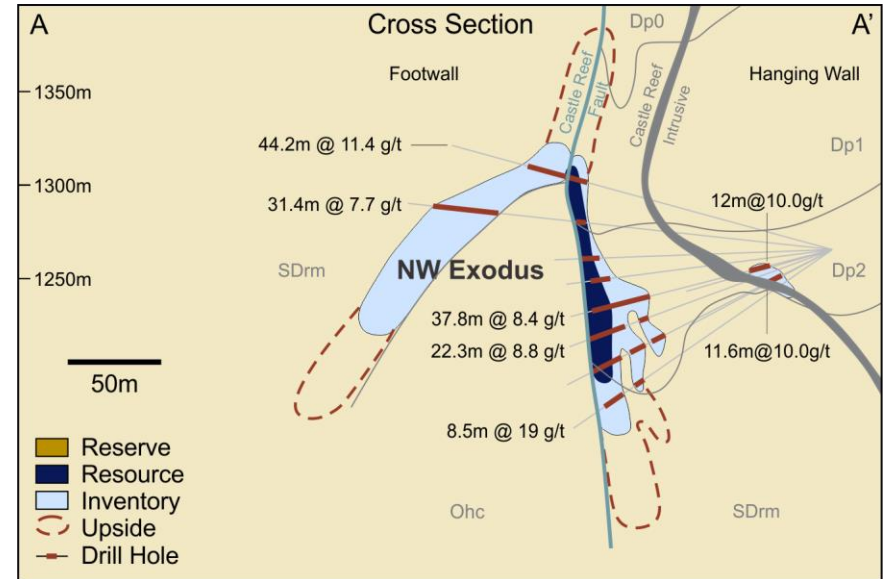 A
Cross Section
Dp0
A'
Footwall
Castle Reef
Fault
Castle Reef
Intrusive
Hanging Wall
1350m
44.2m @ 11.4 g/t
Dp1
1300m
31.4m @ 7.7 g/t
12m@10.0g/t
SDrm
NW Exodus
Dp2
1250m
37.8m @ 8.4 g/t
22.3m @ 8.8 g/t
11.6m@10.0g/t
50m
8.5m @ 19 g/t
Reserve
Resource
Inventory
Upside
Drill Hole
Ohc
SDrm